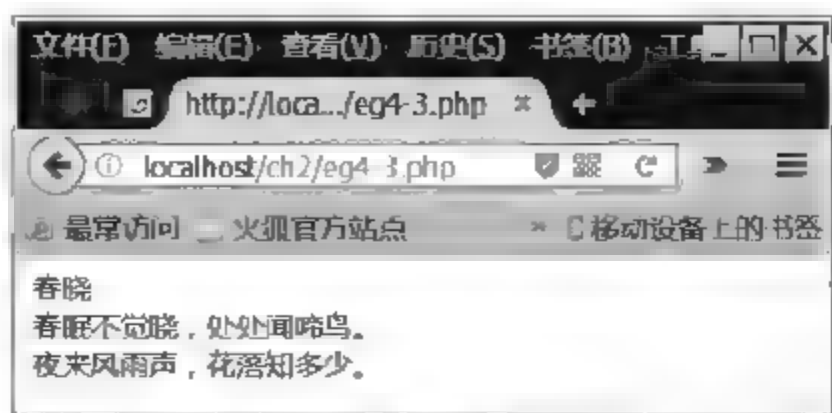 文件(F) 编辑(E) 查看(V) 历史(S) 书签(B) 工具
http://loca.../eg4-3.php × +
localhost/ch2/eg4-3.php
最常访问 火狐官方站点 » 移动设备上的书签
春晓
春眠不觉晓，处处闻啼鸟。
夜来风雨声，花落知多少。